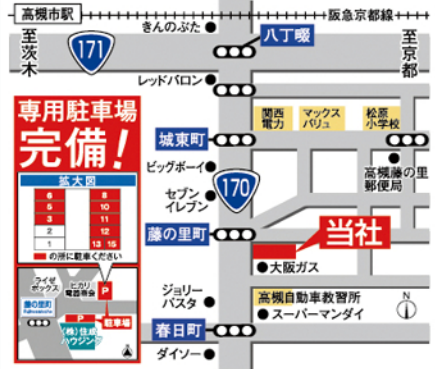 高槻市駅
阪急京都線
至茨木
171
きんのぶた
八丁畷
至京都
レッドバロン
専用駐車場
完備!
関西
電力
マックス
バリュ
松原
小学校
城東町
高槻藤の里
郵便局
ビッグボーイ
拡大図
6 8
5 10
3 11
2 12
1 13 15
の所に駐車ください
セブン
イレブン
170
藤の里町
当社
大阪ガス
ライゼ
ボックス
ヒカリ
電器商会
P
藤の里町
P
駐車場
(株)住成
ハウジング
ジョリー
パスタ
高槻自動車教習所
スーパーマンダイ
N
春日町
ダイソー